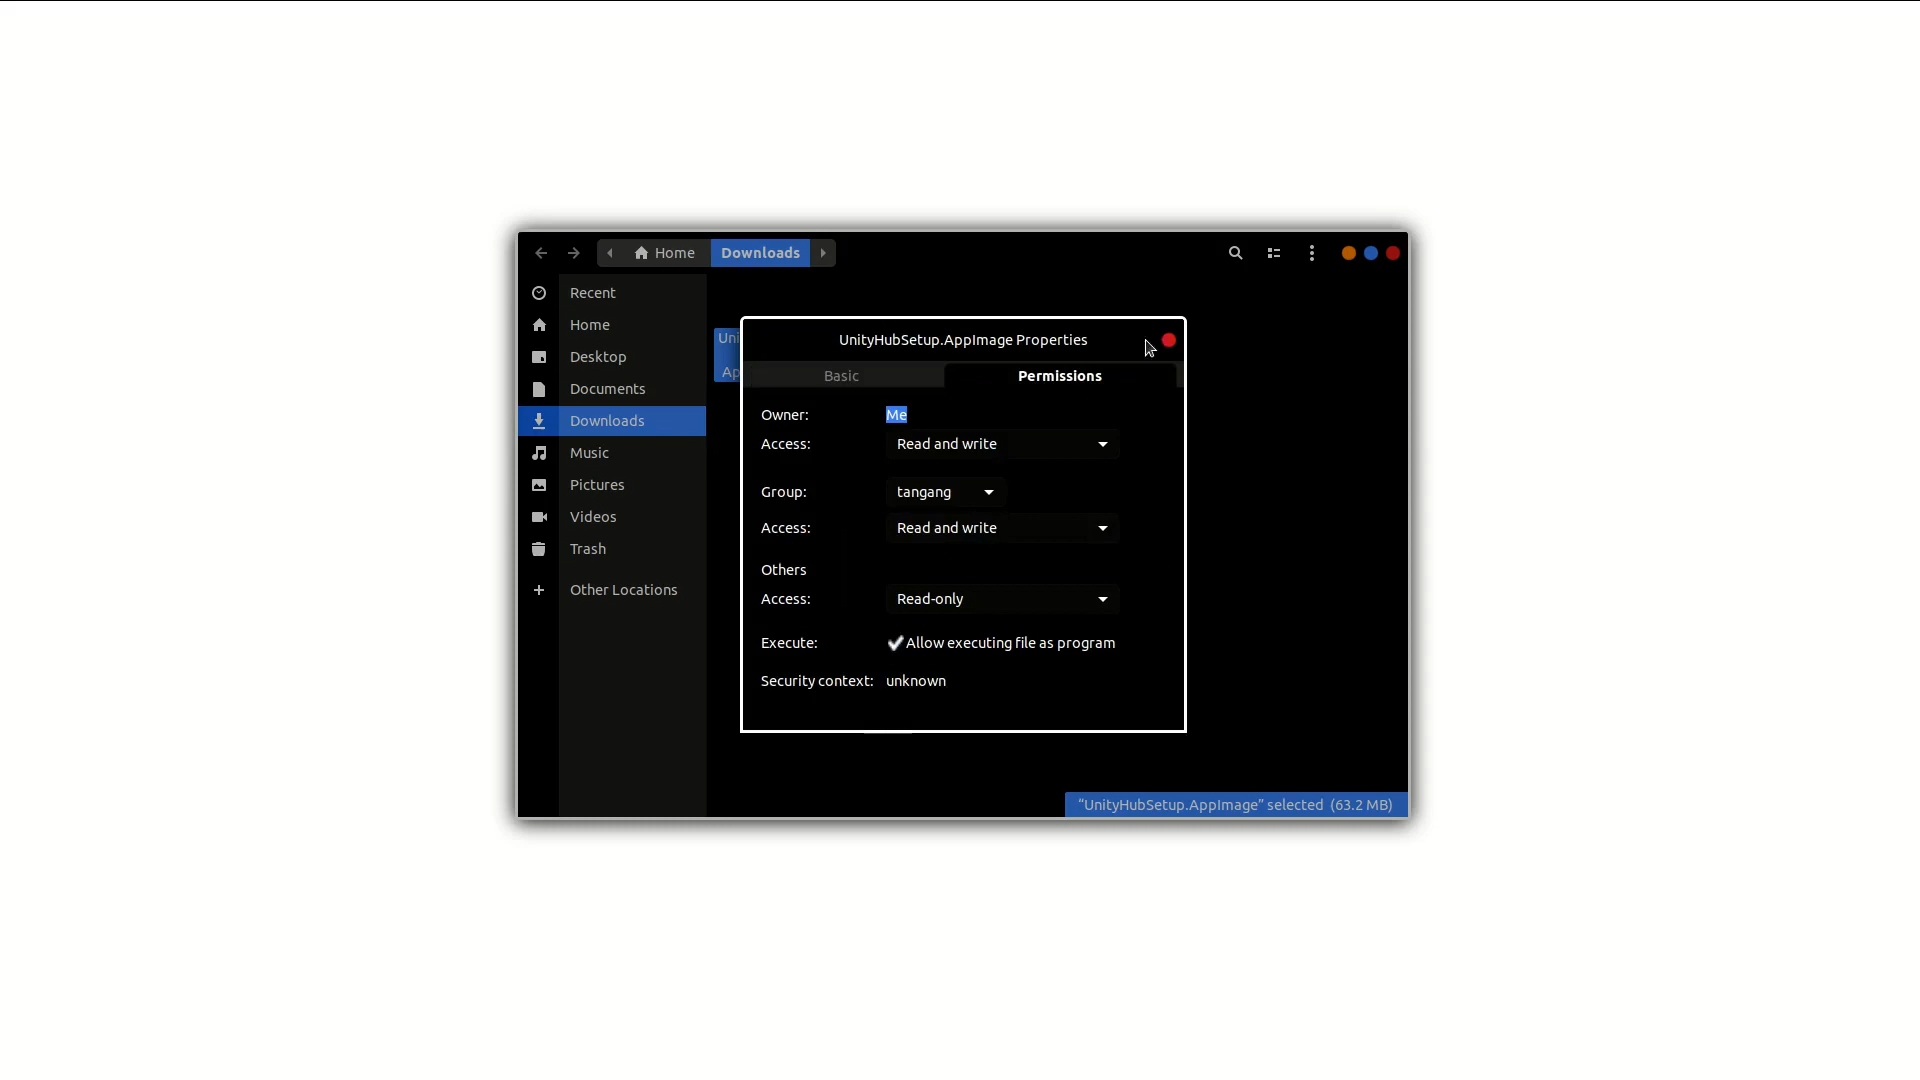 Home
Downloads
Recent
Home
Desktop
Documents
Downloads
Music
Pictures
Videos
Trash
Other Locations
Uni
Ap
UnityHubSetup.AppImage Properties
Basic
Permissions
Owner: Me
Access: Read and write
Group: tangang
Access: Read and write
Others
Access: Read-only
Execute: Allow executing file as program
Security context: unknown
“UnityHubSetup.AppImage” selected (63.2 MB)